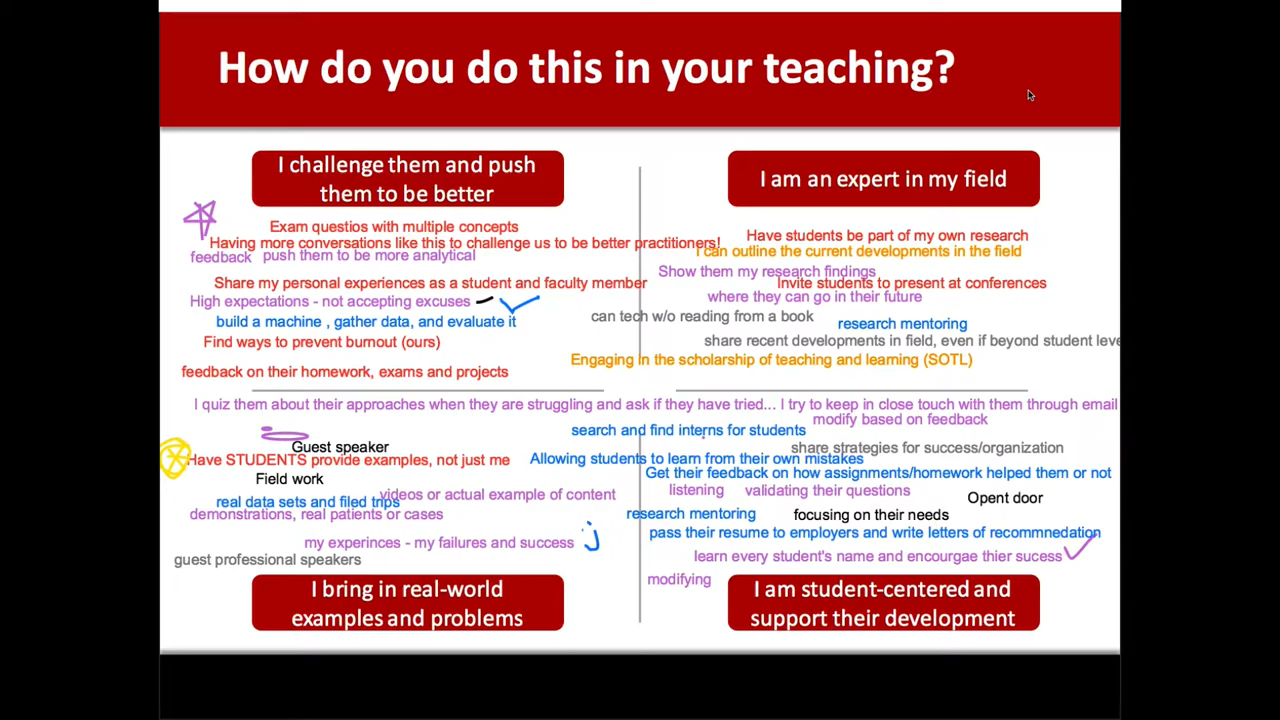 How do you do this in your teaching?
I challenge them and push
them to be better
I am an expert in my field
Exam questios with multiple concepts
Having more conversations like this to challenge us to be better practitioners!
feedback
push them to be more analytical
Share my personal experiences as a student and faculty member
High expectations - not accepting excuses
build a machine , gather data, and evaluate it
Find ways to prevent burnout (ours)
feedback on their homework, exams and projects
Have students be part of my own research
I can outline the current developments in the field
Show them my research findings
Invite students to present at conferences
where they can go in their future
can tech w/o reading from a book
research mentoring
share recent developments in field, even if beyond student leve
Engaging in the scholarship of teaching and learning (SOTL)
I quiz them about their approaches when they are struggling and ask if they have tried...
Guest speaker
Have STUDENTS provide examples, not just me
Field work
videos or actual example of content
real data sets and filed trips
demonstrations, real patients or cases
my experinces - my failures and success
guest professional speakers
I try to keep in close touch with them through email
modify based on feedback
search and find interns for students
share strategies for success/organization
Allowing students to learn from their own mistakes
Get their feedback on how assignments/homework helped them or not
listening
validating their questions
Opent door
research mentoring
focusing on their needs
pass their resume to employers and write letters of recommnedation
learn every student's name and encourgae thier sucess
modifying
I bring in real-world
examples and problems
I am student-centered and
support their development